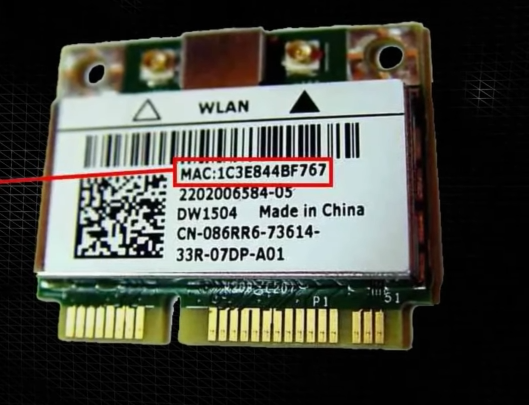 WLAN
MAC:1C3E844BF767
2202006584-05
DW1504 Made in China
CN-086RR6-73614-
33R-07DP-A01
P1
51